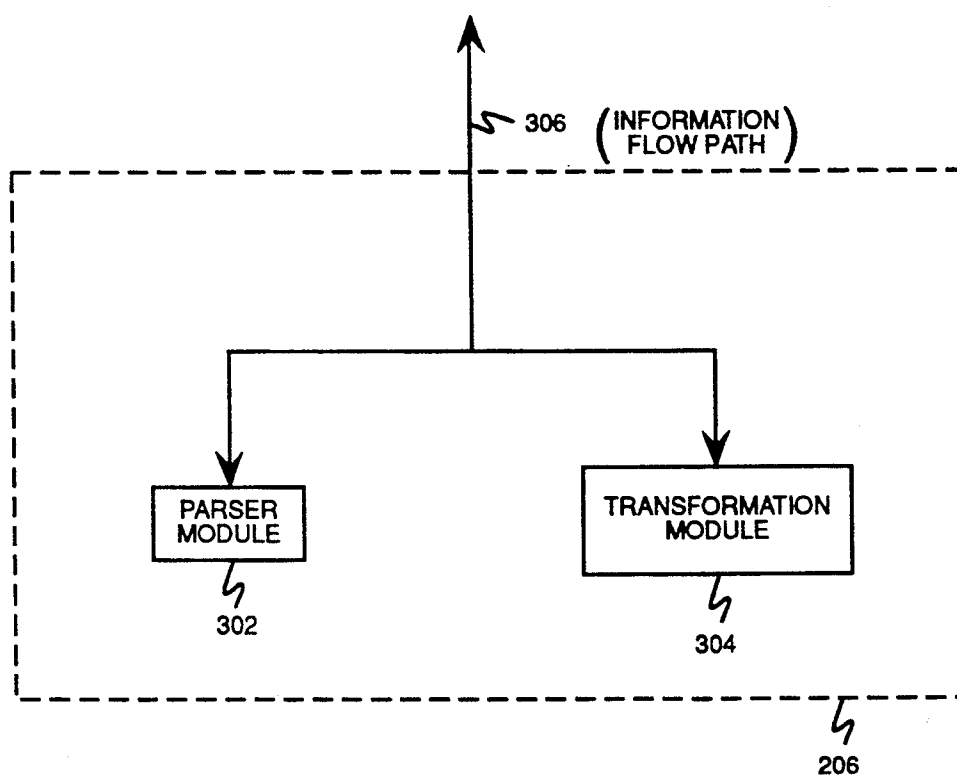 306 (INFORMATION
FLOW PATH)
PARSER
MODULE
302
TRANSFORMATION
MODULE
304
206